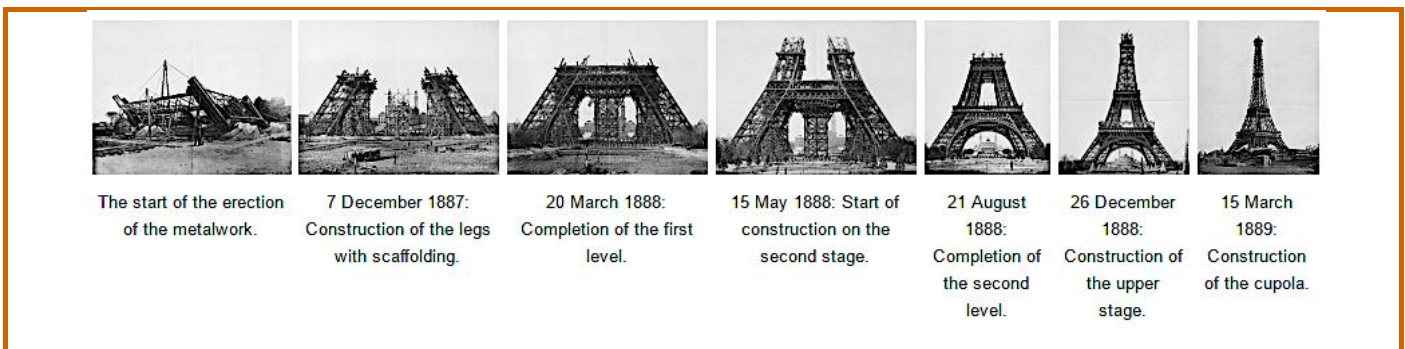 The start of the erection
of the metalwork.
7 December 1887:
Construction of the legs
with scaffolding.
20 March 1888:
Completion of the first
level.
15 May 1888: Start of
construction on the
second stage.
21 August
1888:
Completion of
the second
level.
26 December
1888:
Construction of
the upper
stage.
15 March
1889:
Construction
of the cupola.